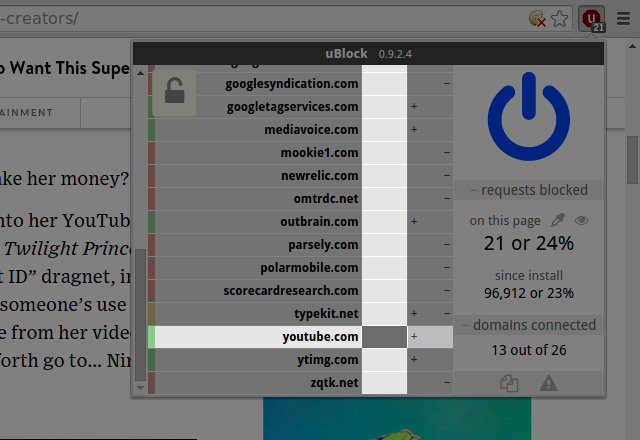 -creators/
21
uBlock 0.9.2.4
o Want This Supe
AINMENT
ake her money?
nto her YouTub
Twilight Princ
t ID” dragnet, in
someone’s use
e from her vide
forth go to... Nin
googlesyndication.com −
googletagservices.com +
mediavoice.com +
mookie1.com −
newrelic.com −
omtrdc.net −
outbrain.com +
parsely.com −
polarmobile.com −
scorecardresearch.com −
typekit.net + −
youtube.com +
ytimg.com +
zqtk.net −
− requests blocked
on this page
21 or 24%
since install
96,912 or 23%
− domains connected
13 out of 26